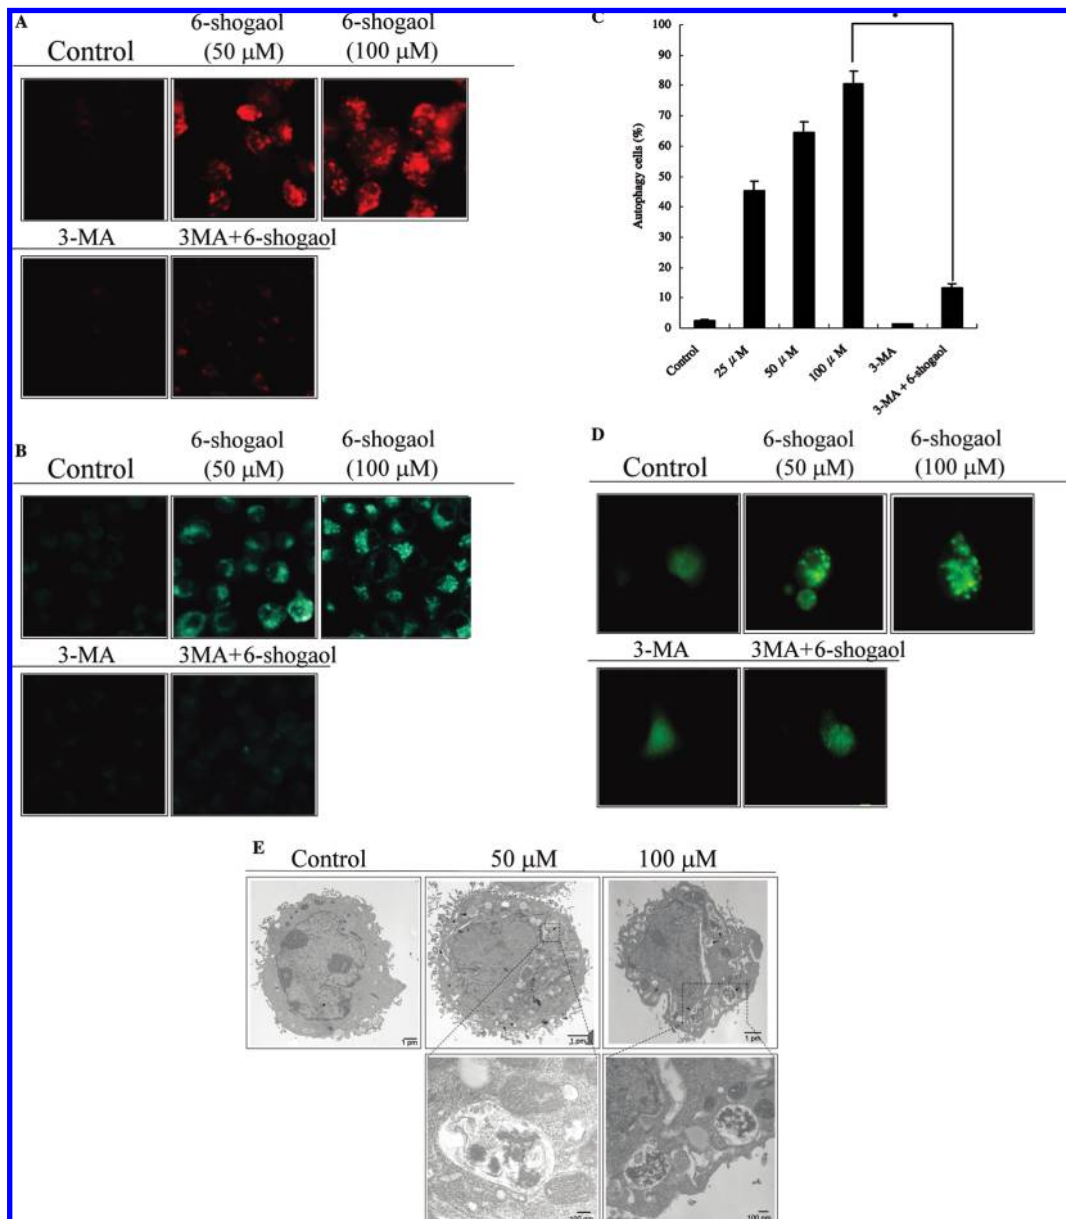 A
Control
6-shogaol
(50 μM)
6-shogaol
(100 μM)
3-MA
3MA+6-shogaol
C
Autophagy cells (%)
100
90
80
70
60
50
40
30
20
10
0
*
Control
25 μ M
50 μ M
100 μ M
3-MA
3-MA + 6-shogaol
B
Control
6-shogaol
(50 μM)
6-shogaol
(100 μM)
3-MA
3MA+6-shogaol
D
Control
6-shogaol
(50 μM)
6-shogaol
(100 μM)
3-MA
3MA+6-shogaol
E
Control
50 μM
100 μM
1 μm
1 μm
1 μm
100 nm